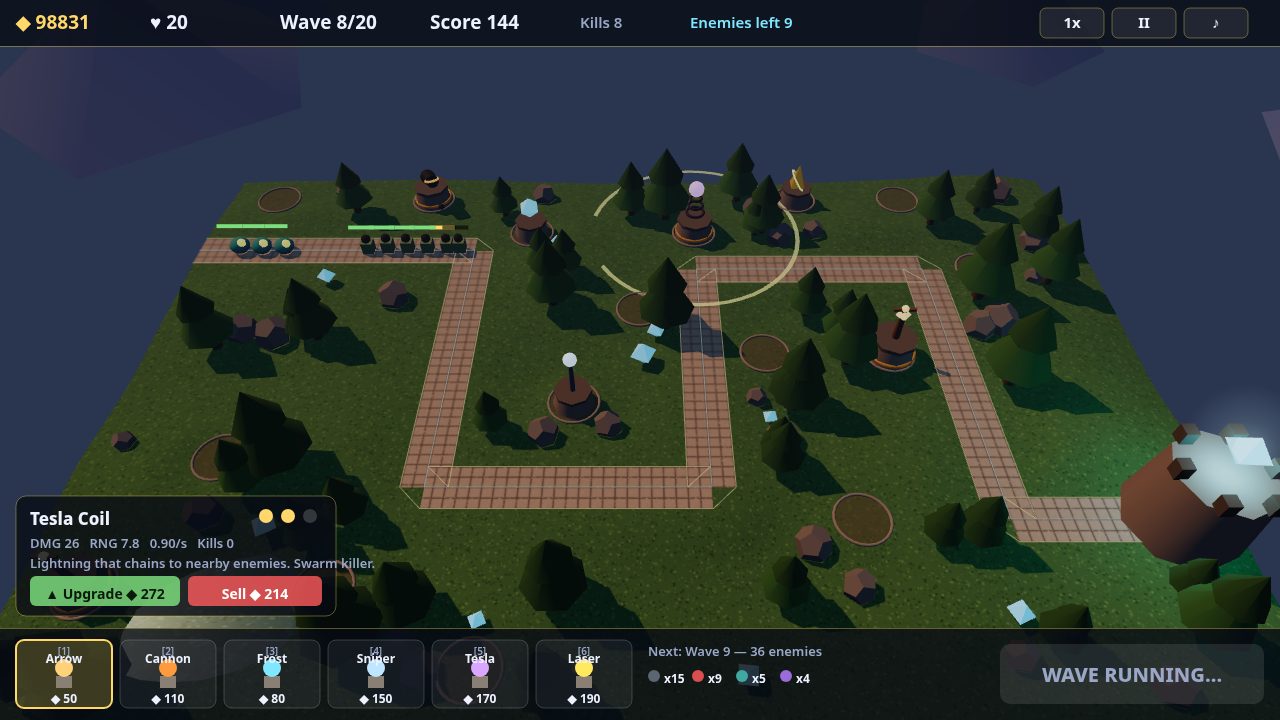 ◆ 98831 ♥ 20 Wave 8/20 Score 144 Kills 8 Enemies left 9 1x II ♪
Tesla Coil
DMG 26 RNG 7.8 0.90/s Kills 0
Lightning that chains to nearby enemies. Swarm killer.
▲ Upgrade ◆ 272 Sell ◆ 214
[1] [2] [3] [4] [5] [6]
Arrow Cannon Frost Sniper Tesla Laser
◆ 50 ◆ 110 ◆ 80 ◆ 150 ◆ 170 ◆ 190
Next: Wave 9 — 36 enemies
x15 x9 x5 x4
WAVE RUNNING...